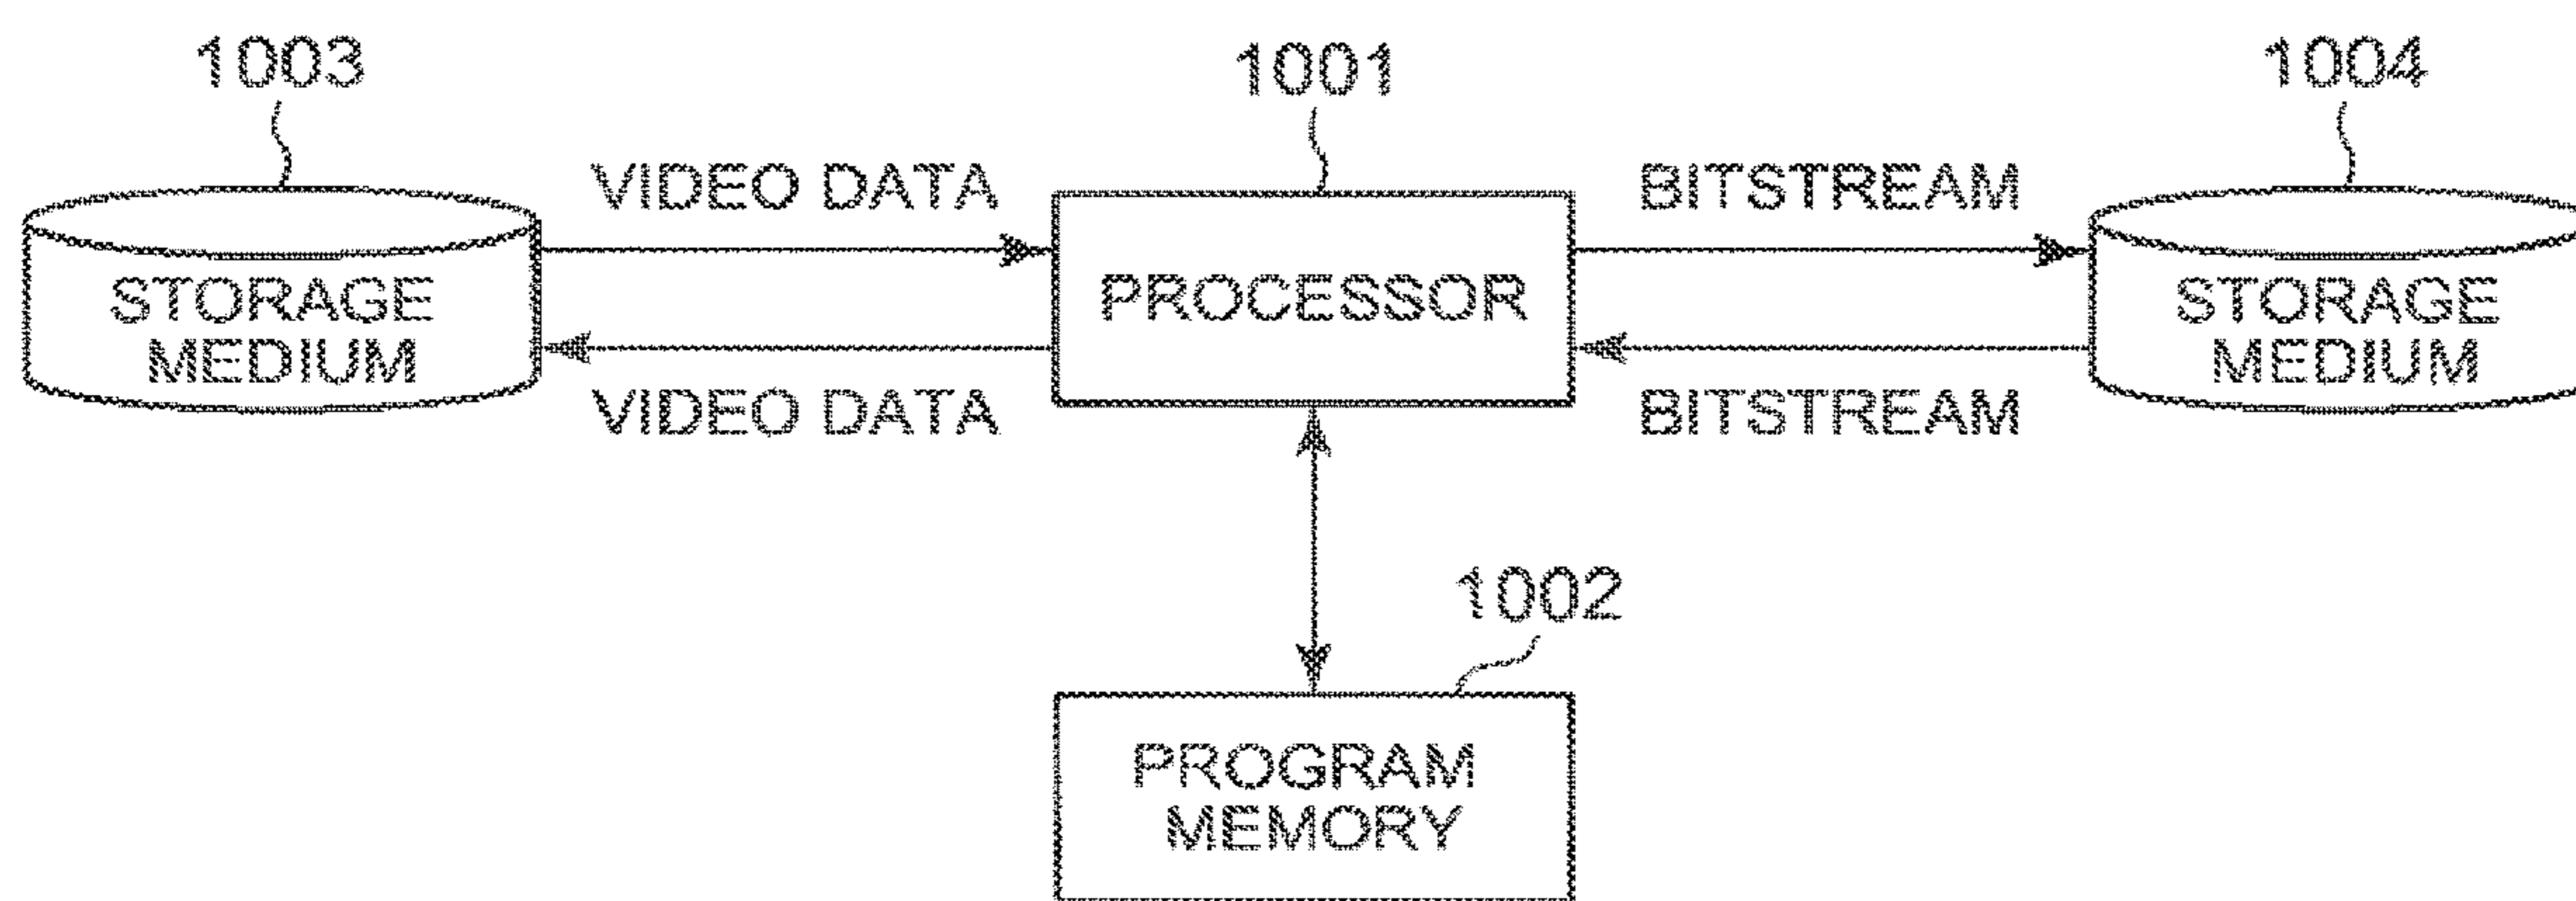 1003
1001
1004
VIDEO DATA
BITSTREAM
STORAGE
MEDIUM
PROCESSOR
STORAGE
MEDIUM
VIDEO DATA
BITSTREAM
1002
PROGRAM
MEMORY